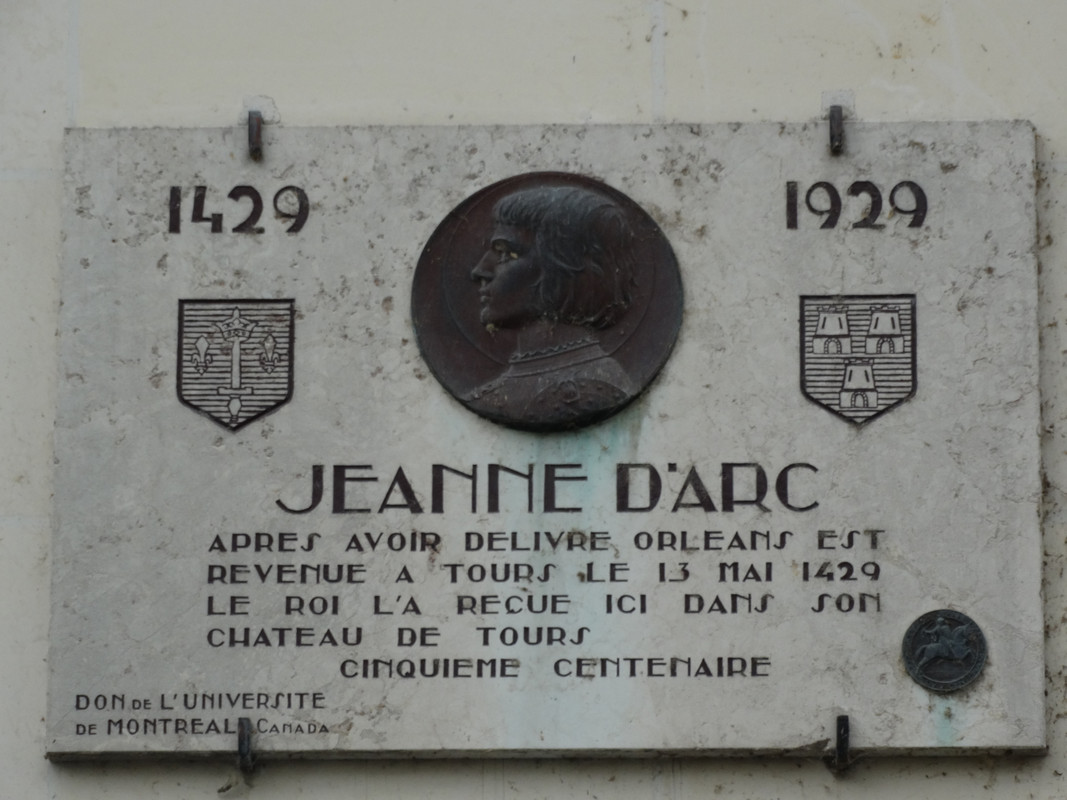 1429 1929
JEANNE D'ARC
APRES AVOIR DELIVRE ORLEANS EST
REVENUE A TOURS LE 13 MAI 1429
LE ROI L'A REÇUE ICI DANS SON
CHATEAU DE TOURS
CINQUIEME CENTENAIRE
DON DE L'UNIVERSITE
DE MONTREAL CANADA